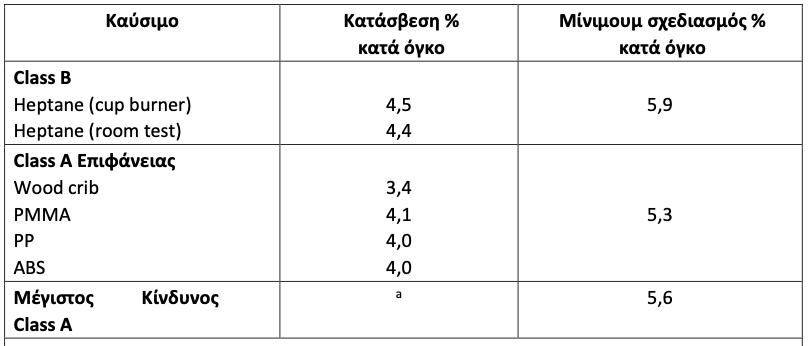 Καύσιμο Κατάσβεση % Μίνιμουμ σχεδιασμός %
κατά όγκο κατά όγκο
Class B
Heptane (cup burner) 4,5 5,9
Heptane (room test) 4,4
Class A Επιφάνειας
Wood crib 3,4
PMMA 4,1 5,3
PP 4,0
ABS 4,0
Μέγιστος Κίνδυνος a 5,6
Class A